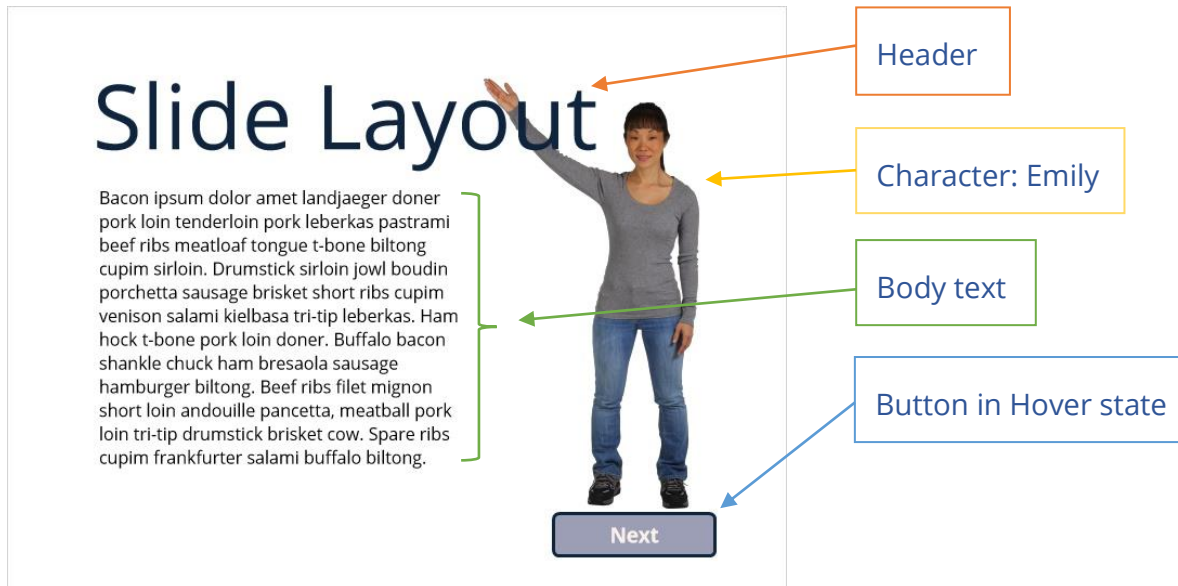 Slide Layout
Bacon ipsum dolor amet landjaeger doner
pork loin tenderloin pork leberkas pastrami
beef ribs meatloaf tongue t-bone biltong
cupim sirloin. Drumstick sirloin jowl boudin
porchetta sausage brisket short ribs cupim
venison salami kielbasa tri-tip leberkas. Ham
hock t-bone pork loin doner. Buffalo bacon
shankle chuck ham bresaola sausage
hamburger biltong. Beef ribs filet mignon
short loin andouille pancetta, meatball pork
loin tri-tip drumstick brisket cow. Spare ribs
cupim frankfurter salami buffalo biltong.
Next
Header
Character: Emily
Body text
Button in Hover state